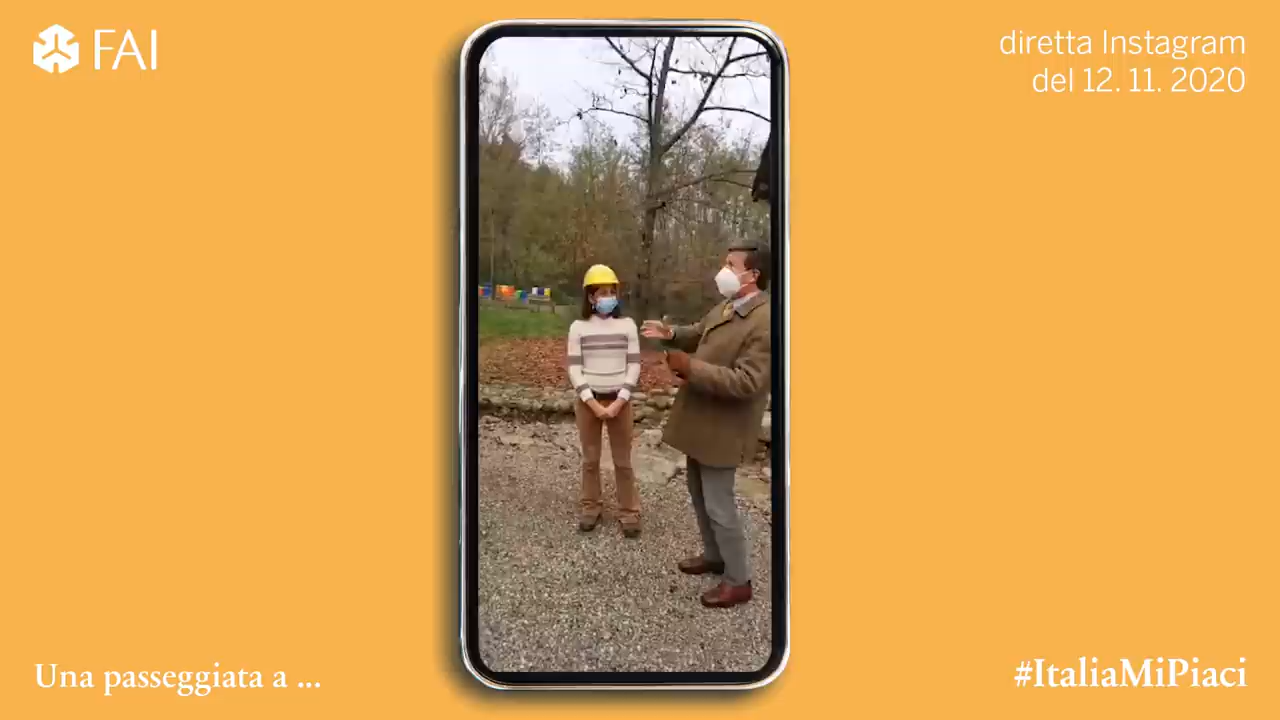 FAI
diretta Instagram
del 12. 11. 2020
Una passeggiata a ...
#ItaliaMiPiaci